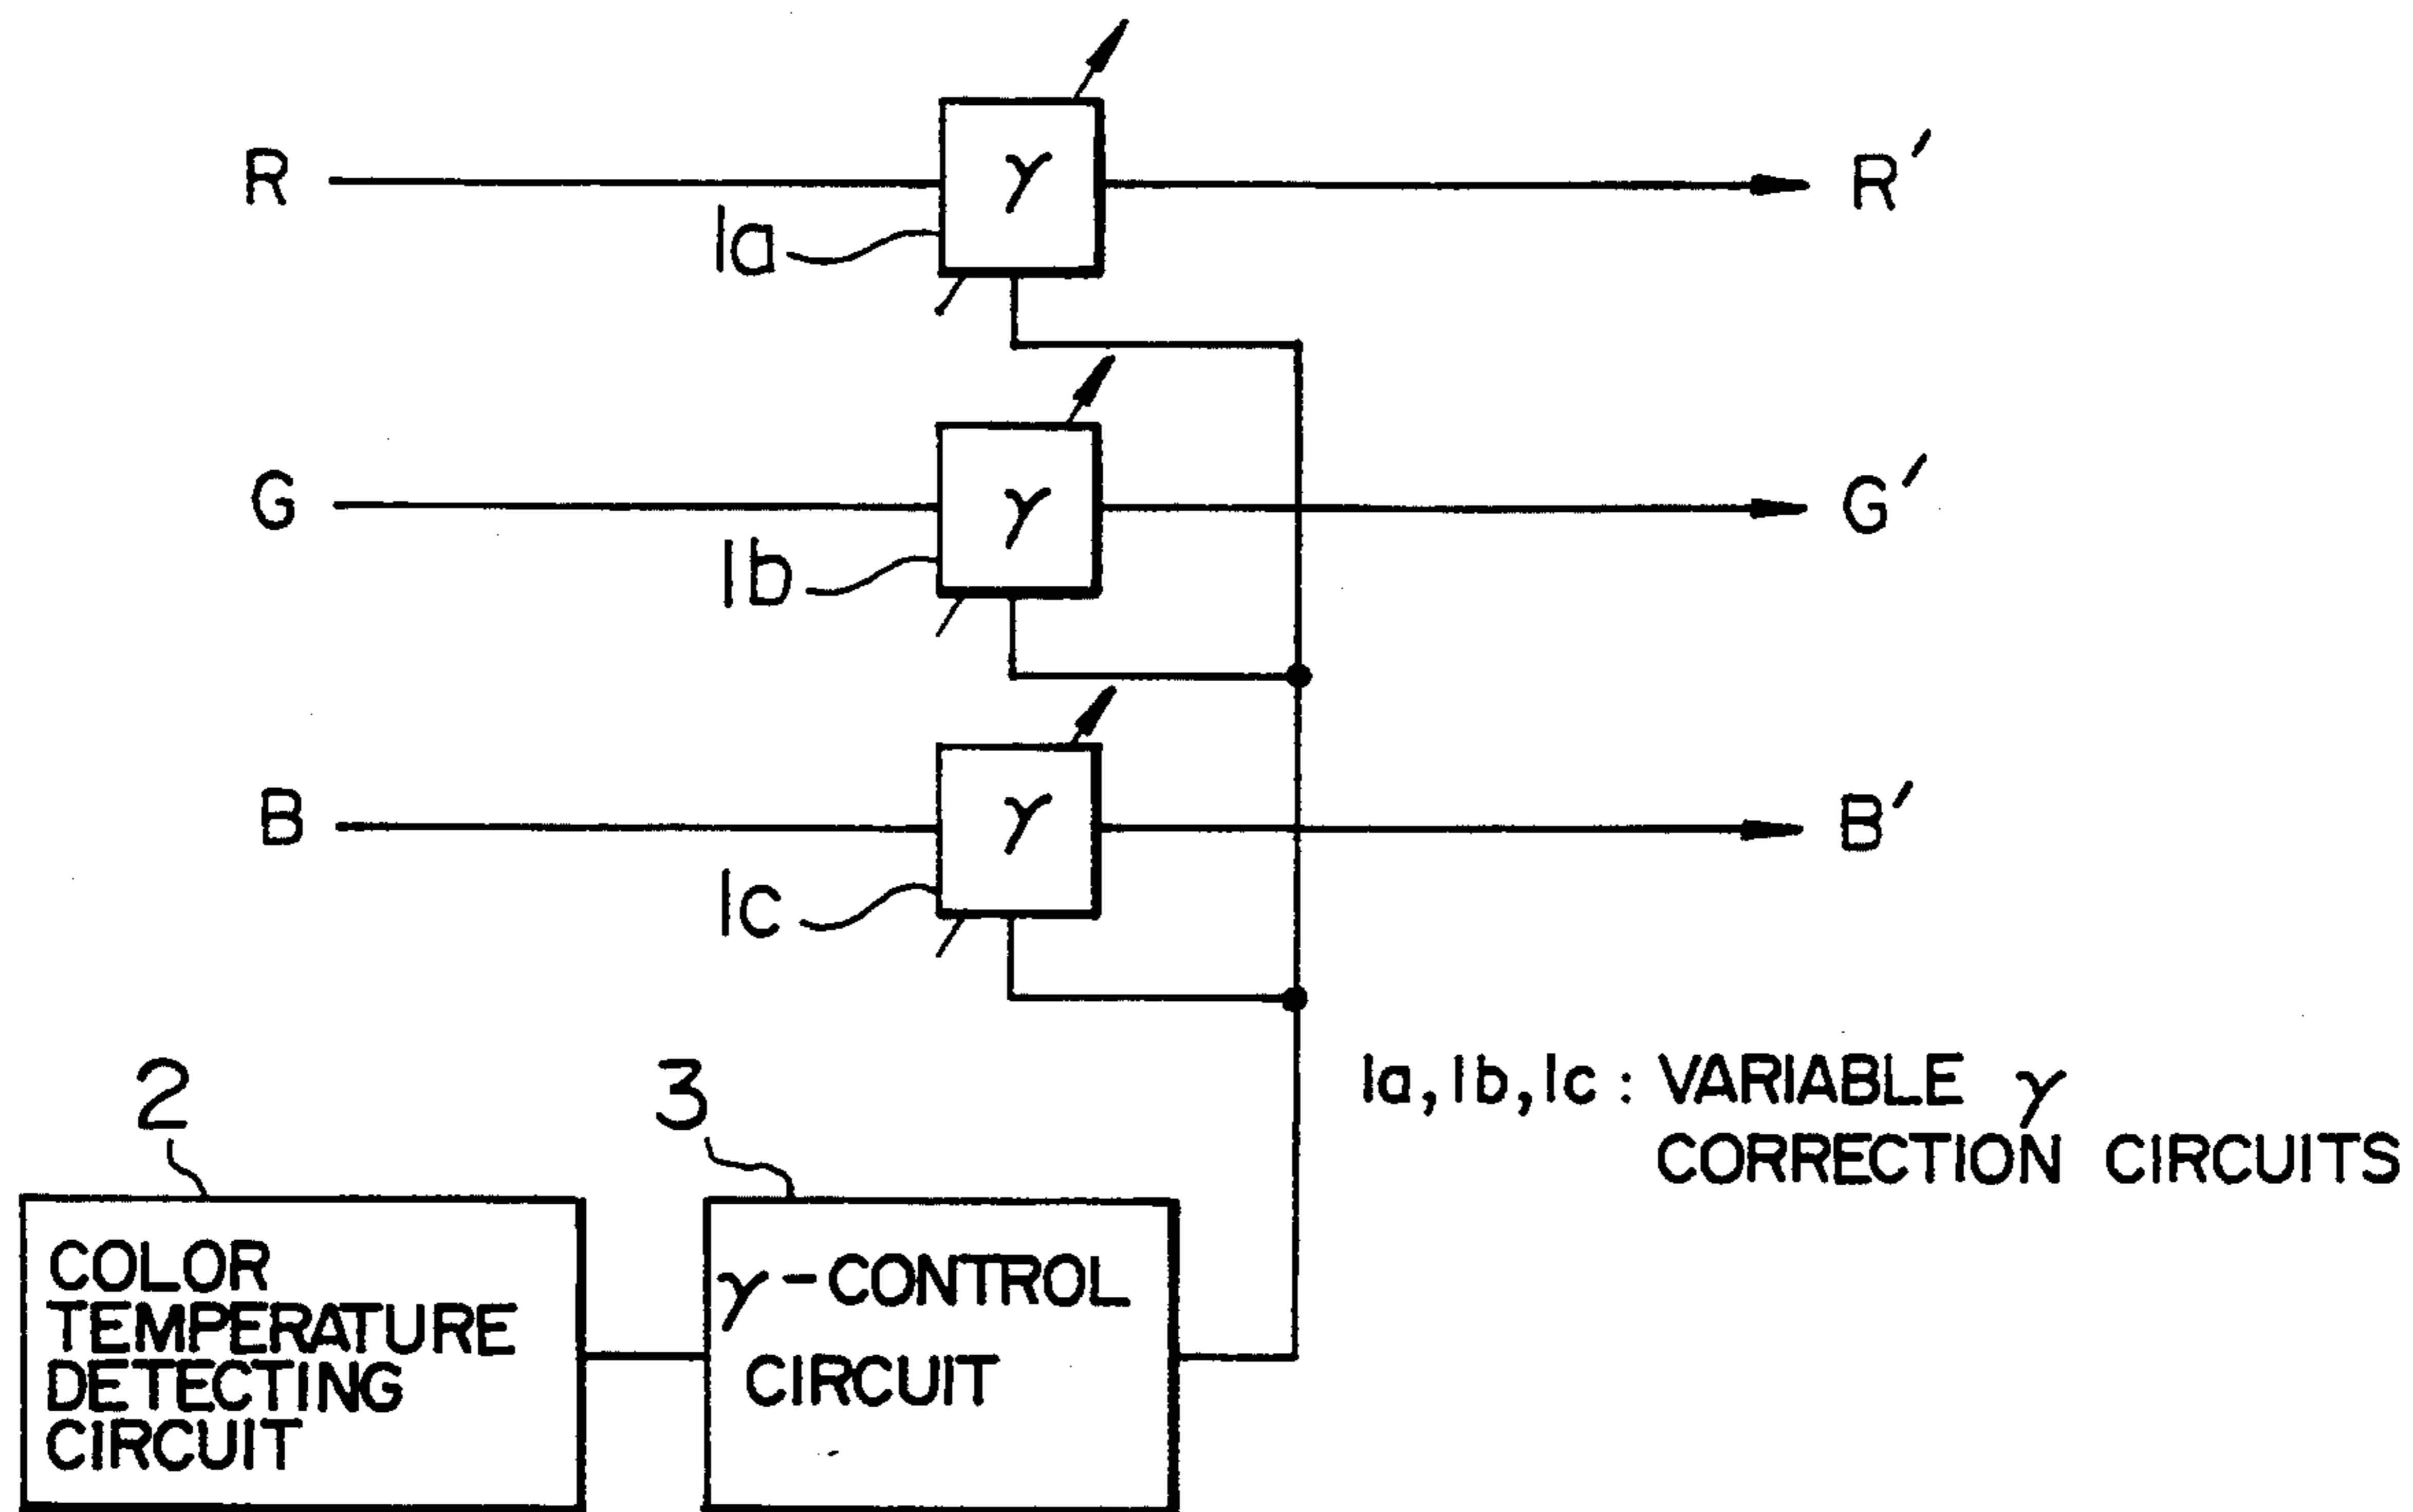 R γ R′
1a
G γ G′
1b
B γ B′
1c
2 3
1a, 1b, 1c : VARIABLE γ
CORRECTION CIRCUITS
COLOR
TEMPERATURE
DETECTING
CIRCUIT
γ-CONTROL
CIRCUIT